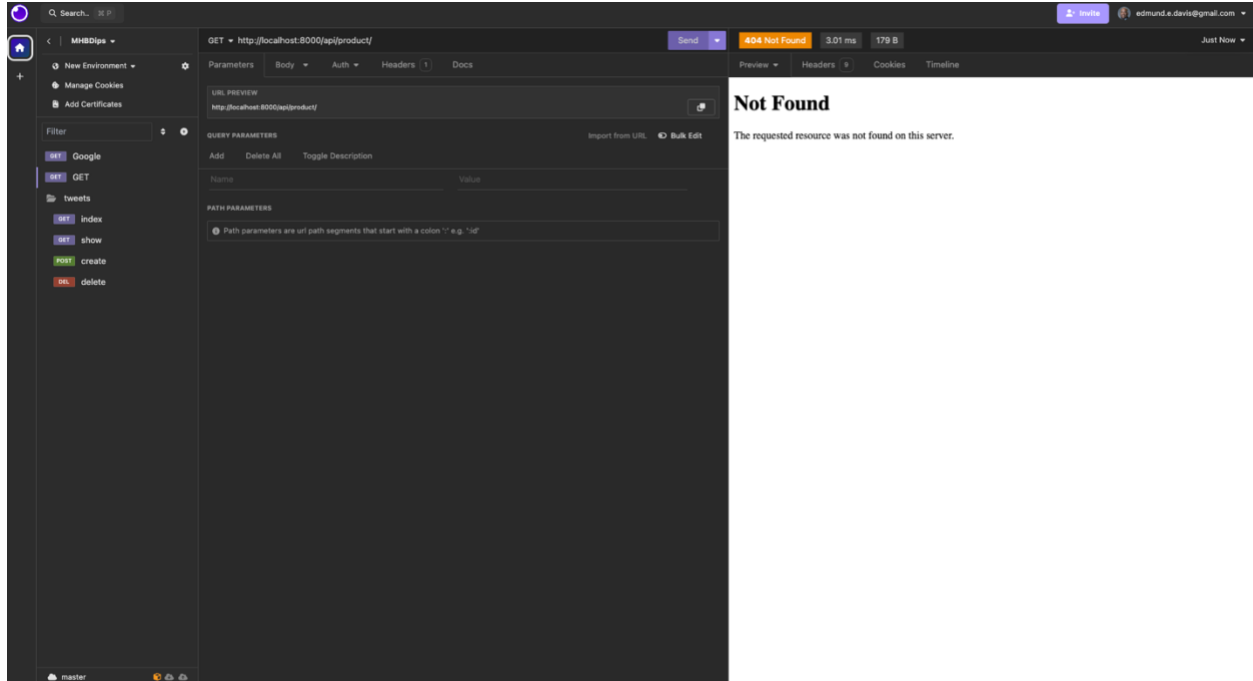 Search.. ⌘ P
Invite
edmund.e.davis@gmail.com
MHBDips
New Environment
Manage Cookies
Add Certificates
Filter
GET Google
GET GET
tweets
GET index
GET show
POST create
DEL delete
master
GET http://localhost:8000/api/product/
Send
Parameters Body Auth Headers 1 Docs
URL PREVIEW
http://localhost:8000/api/product/
QUERY PARAMETERS Import from URL Bulk Edit
Add Delete All Toggle Description
Name Value
PATH PARAMETERS
Path parameters are url path segments that start with a colon ':' e.g. ':id'
404 Not Found 3.01 ms 179 B Just Now
Preview Headers 9 Cookies Timeline
Not Found
The requested resource was not found on this server.